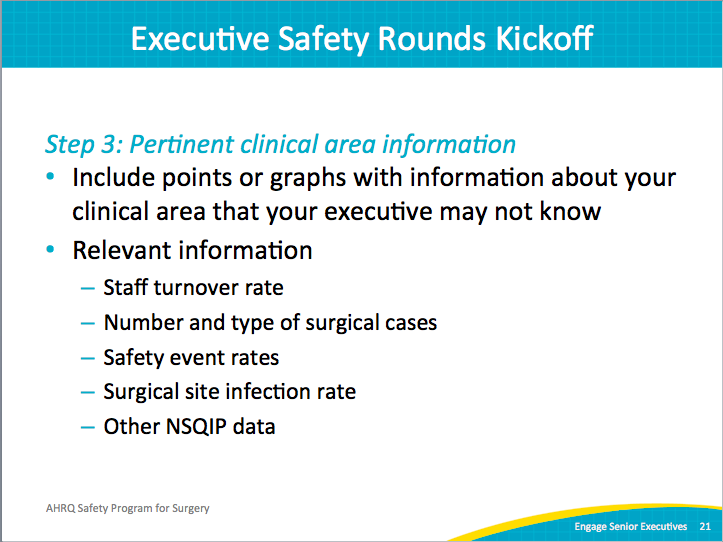 Executive Safety Rounds Kickoff
Step 3: Pertinent clinical area information
• Include points or graphs with information about your
clinical area that your executive may not know
• Relevant information
– Staff turnover rate
– Number and type of surgical cases
– Safety event rates
– Surgical site infection rate
– Other NSQIP data
AHRQ Safety Program for Surgery
Engage Senior Executives 21